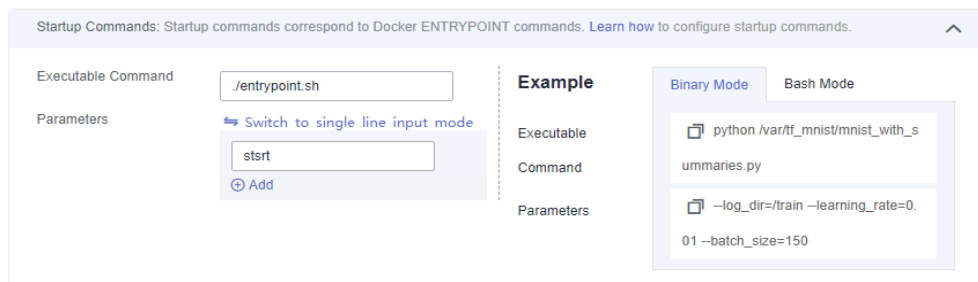 Startup Commands: Startup commands correspond to Docker ENTRYPOINT commands. Learn how to configure startup commands.
Executable Command
./entrypoint.sh
Parameters
Switch to single line input mode
stsrt
Add
Example
Binary Mode
Bash Mode
Executable
Command
python /var/tf_mnist/mnist_with_s
ummaries.py
Parameters
--log_dir=/train --learning_rate=0.
01 --batch_size=150